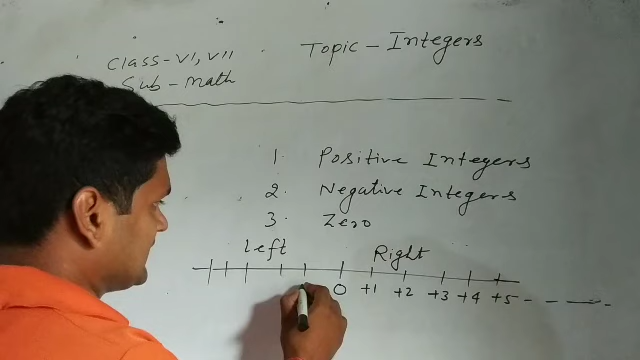 Class-VI, VII Topic - Integers
Sub - Math
1. Positive Integers
2. Negative Integers
3. Zero
Left Right
0 +1 +2 +3 +4 +5 - - -